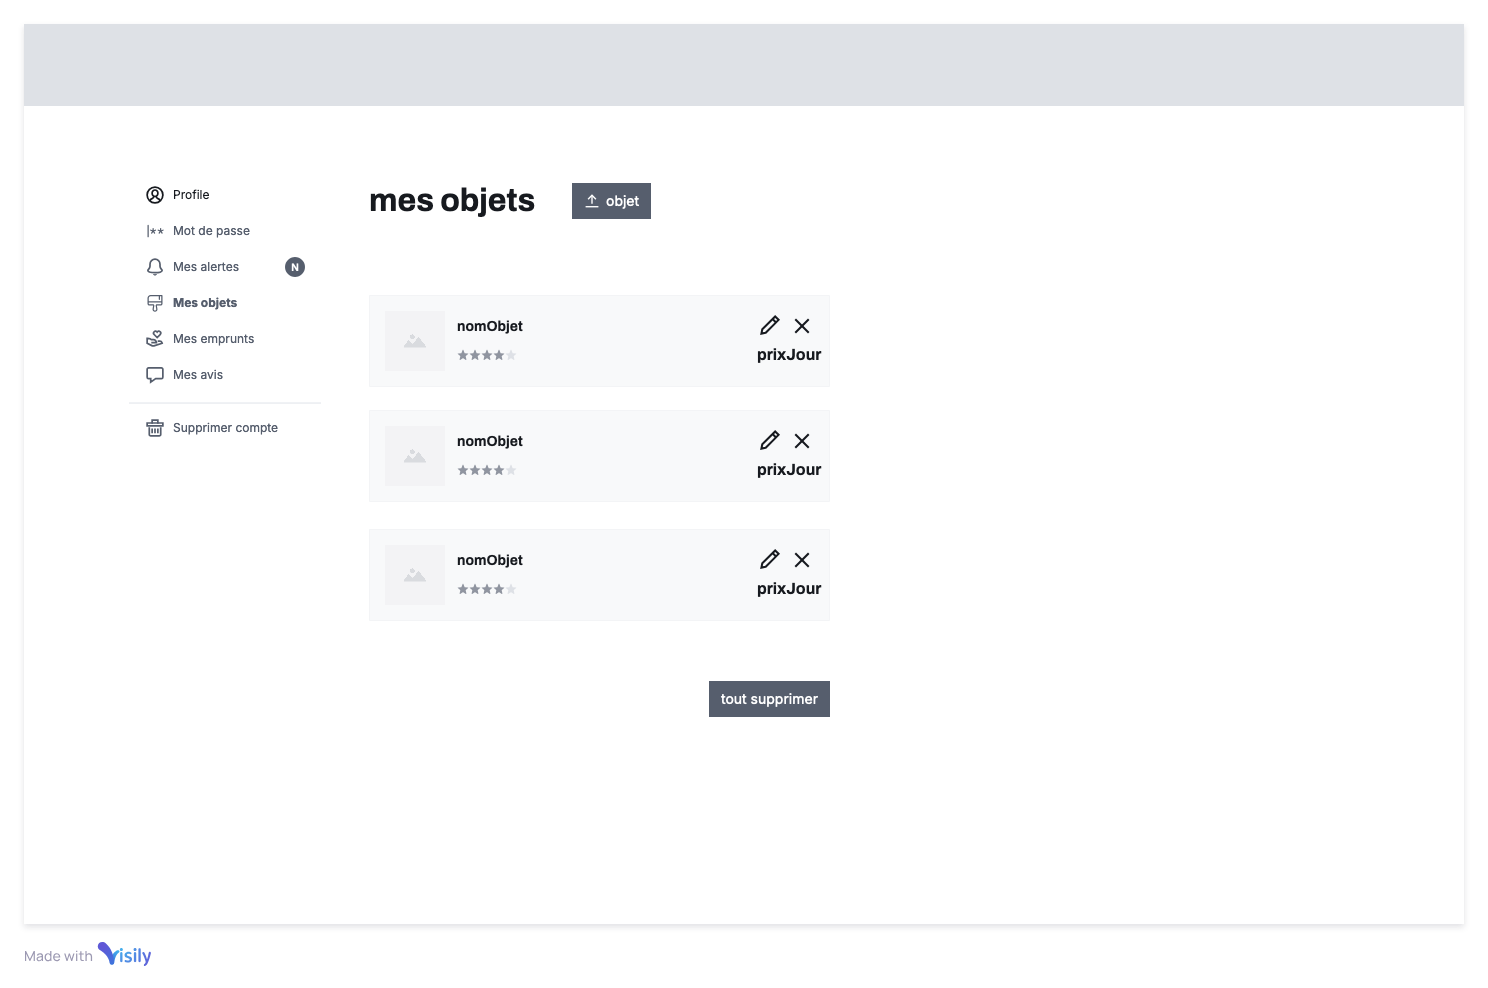 Profile
Mot de passe
Mes alertes
N
Mes objets
Mes emprunts
Mes avis
Supprimer compte
mes objets
objet
nomObjet
prixJour
nomObjet
prixJour
nomObjet
prixJour
tout supprimer
Made with Visily